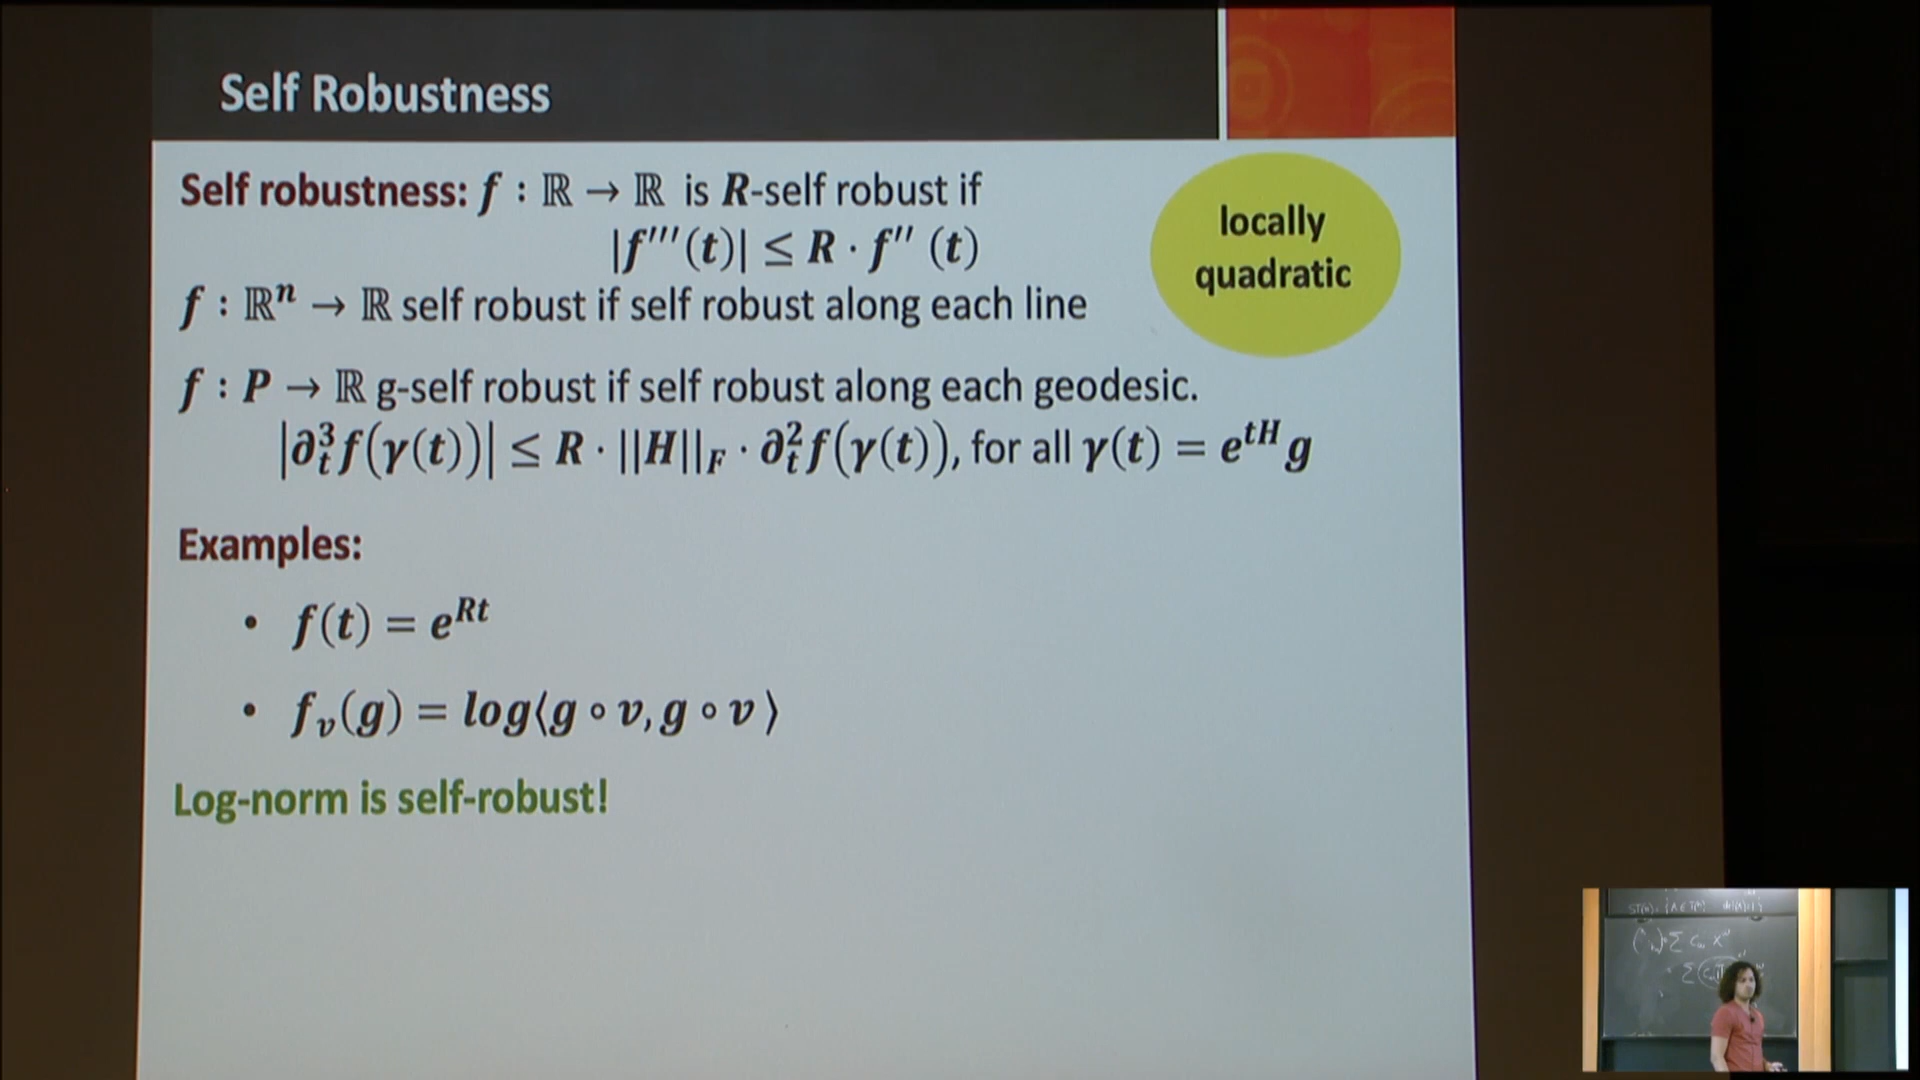 Self Robustness
Self robustness: f : ℝ → ℝ is R-self robust if
|f′′′(t)| ≤ R · f′′ (t)
f : ℝⁿ → ℝ self robust if self robust along each line
locally
quadratic
f : P → ℝ g-self robust if self robust along each geodesic.
|∂ₜ³f(γ(t))| ≤ R · ||H||_F · ∂ₜ²f(γ(t)), for all γ(t) = e^{tH}g
Examples:
• f(t) = e^{Rt}
• f_v(g) = log⟨g ∘ v, g ∘ v ⟩
Log-norm is self-robust!